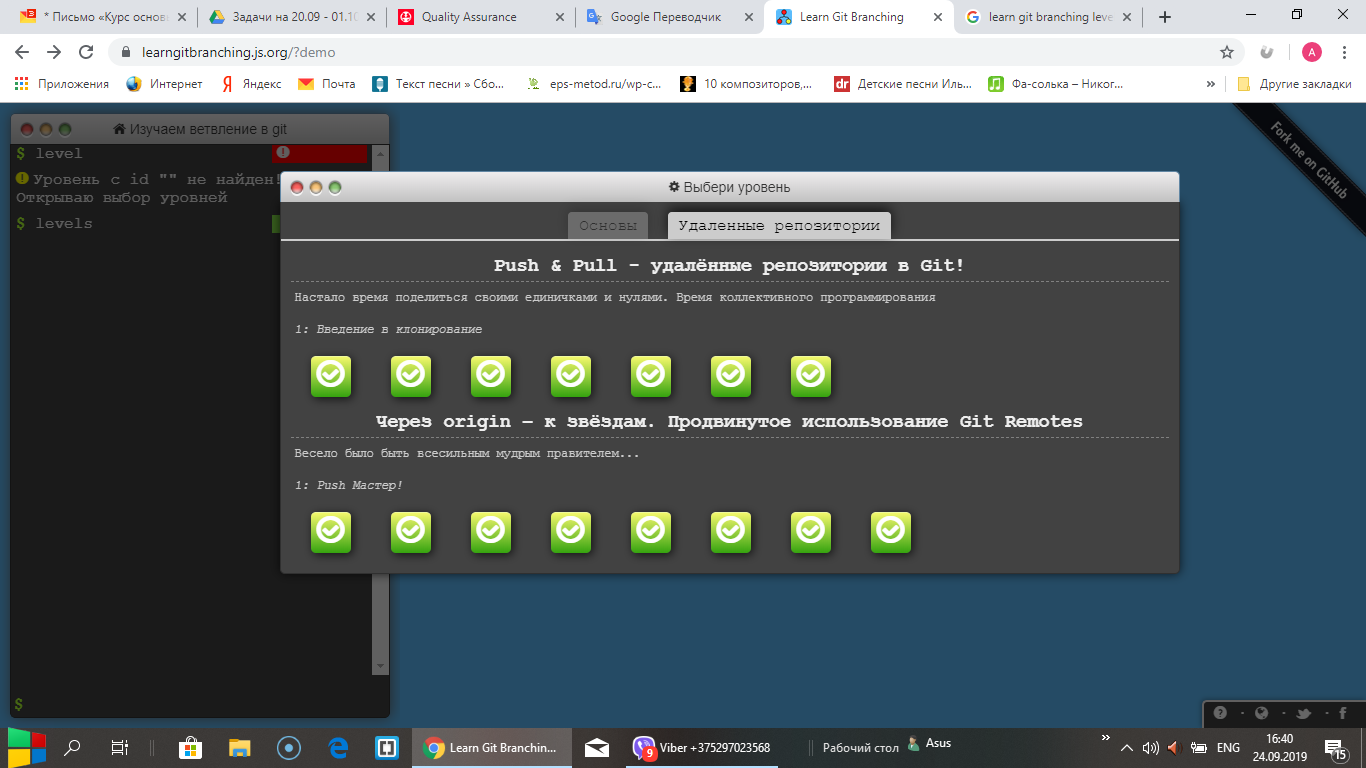 * Письмо «Курс основ
Задачи на 20.09 - 01.10
Quality Assurance
Google Переводчик
Learn Git Branching
learn git branching leve
learngitbranching.js.org/?demo
A
Приложения
Интернет
Яндекс
Почта
Текст песни » Сбо...
eps-metod.ru/wp-c...
10 композиторов,...
dr
Детские песни Иль...
Фа-солька – Никог...
»
Другие закладки
Изучаем ветвление в git
$ level
Уровень с id "" не найден!
Открываю выбор уровней
$ levels
$
Fork me on GitHub
Выбери уровень
Основы
Удаленные репозитории
Push & Pull - удалённые репозитории в Git!
Настало время поделиться своими единичками и нулями. Время коллективного программирования
1: Введение в клонирование
Через origin – к звёздам. Продвинутое использование Git Remotes
Весело было быть всесильным мудрым правителем...
1: Push Мастер!
Learn Git Branchin...
9
Viber +375297023568
Рабочий стол
Asus
»
ENG
16:40
24.09.2019
15